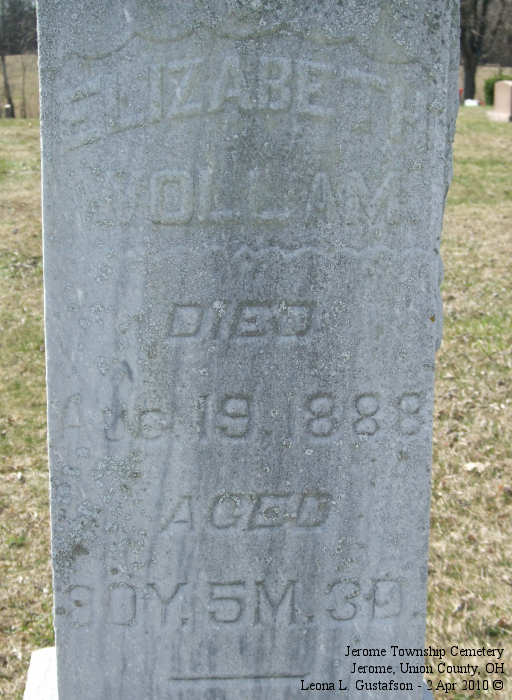 ELIZABETH
DIED
AUG. 19, 1888
AGED
5M. 3D.
Jerome Township Cemetery
Jerome, Union County, OH
Leona L. Gustafson - 2 Apr 2010 ©